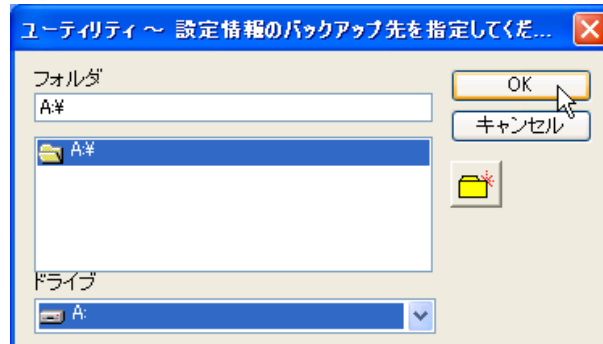 ユーティリティ ～ 設定情報のバックアップ先を指定してくだ...
フォルダ
A:¥
OK
キャンセル
A:¥
ドライブ
A: